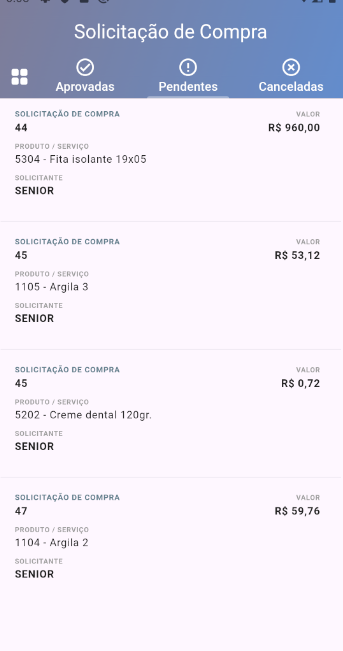 Solicitação de Compra
Aprovadas
Pendentes
Canceladas
SOLICITAÇÃO DE COMPRA VALOR
44 R$ 960,00
PRODUTO / SERVIÇO
5304 - Fita isolante 19x05
SOLICITANTE
SENIOR
SOLICITAÇÃO DE COMPRA VALOR
45 R$ 53,12
PRODUTO / SERVIÇO
1105 - Argila 3
SOLICITANTE
SENIOR
SOLICITAÇÃO DE COMPRA VALOR
45 R$ 0,72
PRODUTO / SERVIÇO
5202 - Creme dental 120gr.
SOLICITANTE
SENIOR
SOLICITAÇÃO DE COMPRA VALOR
47 R$ 59,76
PRODUTO / SERVIÇO
1104 - Argila 2
SOLICITANTE
SENIOR